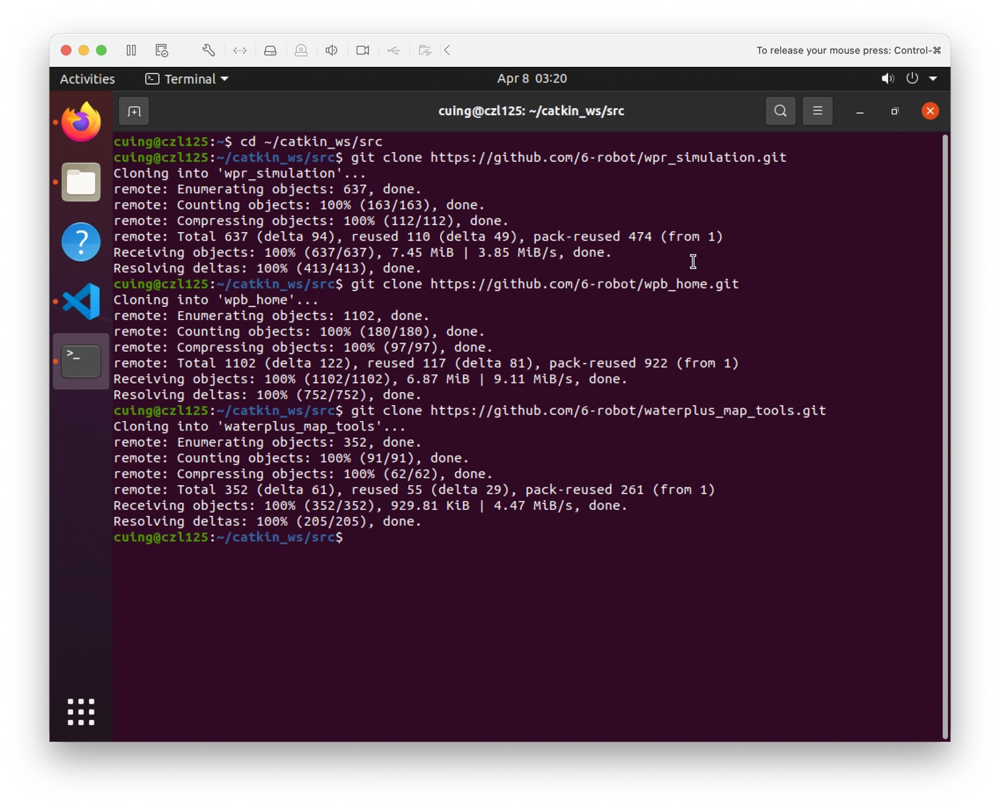 To release your mouse press: Control-⌘
Activities
Terminal
Apr 8 03:20
cuing@czl125: ~/catkin_ws/src
cuing@czl125:~$ cd ~/catkin_ws/src
cuing@czl125:~/catkin_ws/src$ git clone https://github.com/6-robot/wpr_simulation.git
Cloning into 'wpr_simulation'...
remote: Enumerating objects: 637, done.
remote: Counting objects: 100% (163/163), done.
remote: Compressing objects: 100% (112/112), done.
remote: Total 637 (delta 94), reused 110 (delta 49), pack-reused 474 (from 1)
Receiving objects: 100% (637/637), 7.45 MiB | 3.85 MiB/s, done.
Resolving deltas: 100% (413/413), done.
cuing@czl125:~/catkin_ws/src$ git clone https://github.com/6-robot/wpb_home.git
Cloning into 'wpb_home'...
remote: Enumerating objects: 1102, done.
remote: Counting objects: 100% (180/180), done.
remote: Compressing objects: 100% (97/97), done.
remote: Total 1102 (delta 122), reused 117 (delta 81), pack-reused 922 (from 1)
Receiving objects: 100% (1102/1102), 6.87 MiB | 9.11 MiB/s, done.
Resolving deltas: 100% (752/752), done.
cuing@czl125:~/catkin_ws/src$ git clone https://github.com/6-robot/waterplus_map_tools.git
Cloning into 'waterplus_map_tools'...
remote: Enumerating objects: 352, done.
remote: Counting objects: 100% (91/91), done.
remote: Compressing objects: 100% (62/62), done.
remote: Total 352 (delta 61), reused 55 (delta 29), pack-reused 261 (from 1)
Receiving objects: 100% (352/352), 929.81 KiB | 4.47 MiB/s, done.
Resolving deltas: 100% (205/205), done.
cuing@czl125:~/catkin_ws/src$